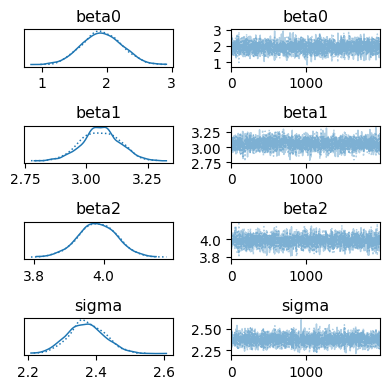 beta0 beta0
3
2
1
1 2 3 0 1000
beta1 beta1
3.25
3.00
2.75
2.75 3.00 3.25 0 1000
beta2 beta2
4.0
3.8
3.8 4.0 0 1000
sigma sigma
2.50
2.25
2.2 2.4 2.6 0 1000